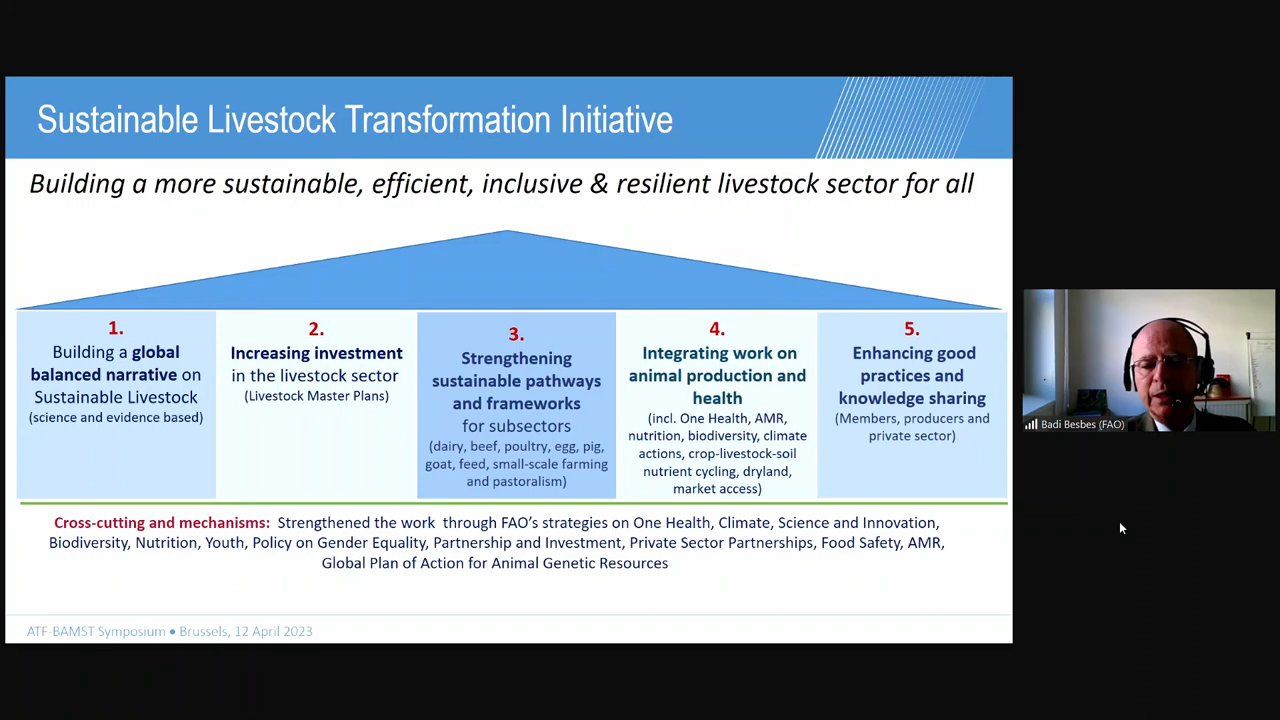 Sustainable Livestock Transformation Initiative
Building a more sustainable, efficient, inclusive & resilient livestock sector for all
1.
Building a global
balanced narrative on
Sustainable Livestock
(science and evidence based)
2.
Increasing investment
in the livestock sector
(Livestock Master Plans)
3.
Strengthening
sustainable pathways
and frameworks
for subsectors
(dairy, beef, poultry, egg, pig,
goat, feed, small-scale farming
and pastoralism)
4.
Integrating work on
animal production and
health
(incl. One Health, AMR,
nutrition, biodiversity, climate
actions, crop-livestock-soil
nutrient cycling, dryland,
market access)
5.
Enhancing good
practices and
knowledge sharing
(Members, producers and
private sector)
Cross-cutting and mechanisms: Strengthened the work through FAO's strategies on One Health, Climate, Science and Innovation,
Biodiversity, Nutrition, Youth, Policy on Gender Equality, Partnership and Investment, Private Sector Partnerships, Food Safety, AMR,
Global Plan of Action for Animal Genetic Resources
ATF-BAMST Symposium • Brussels, 12 April 2023
Badi Besbes (FAO)